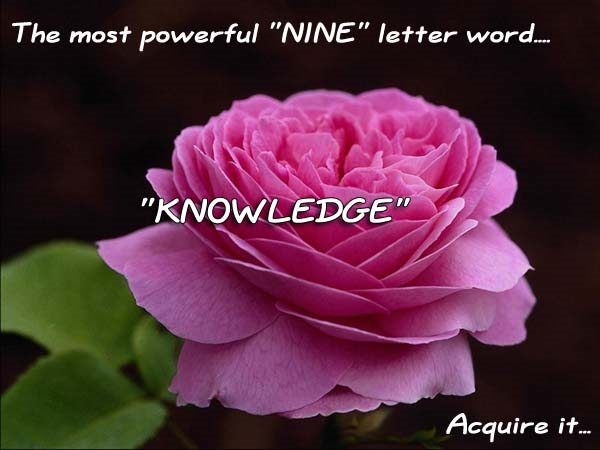 The most powerful "NINE" letter word....
"KNOWLEDGE"
Acquire it...